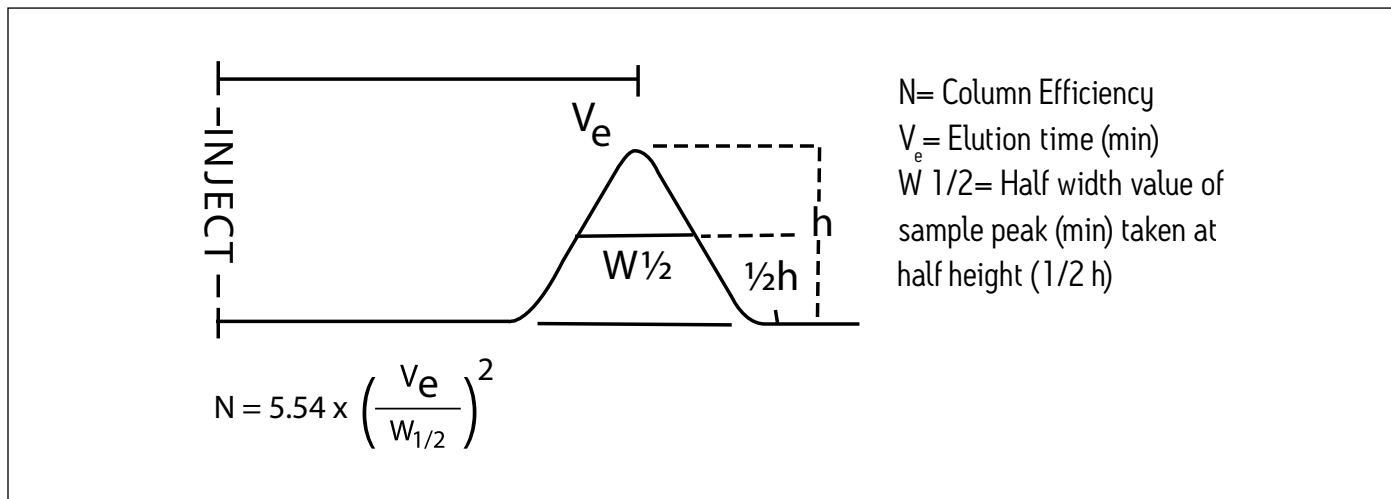 INJECT
Ve
h
W½
½h
N = 5.54 x ( Ve / W1/2 )2
N= Column Efficiency
Ve= Elution time (min)
W 1/2= Half width value of
sample peak (min) taken at
half height (1/2 h)